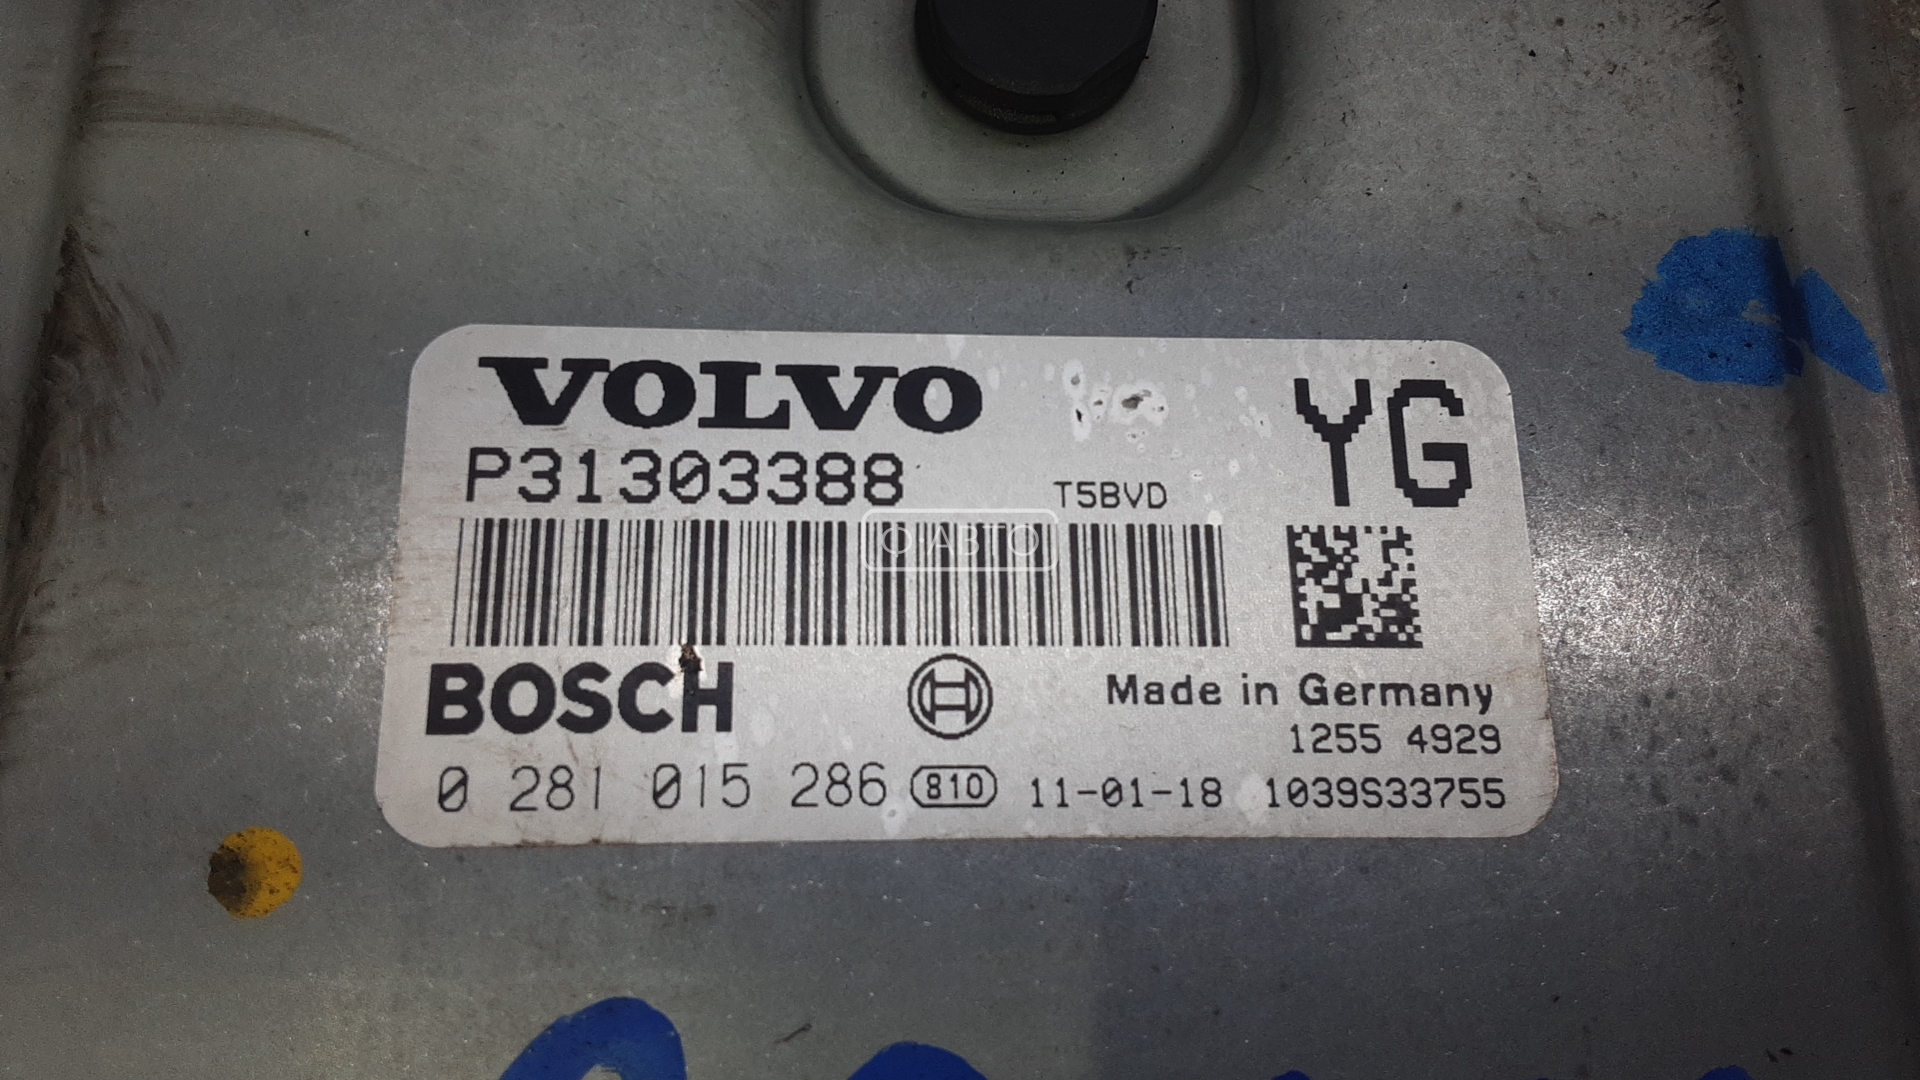 VOLVO
YG
P31303388
T5BVD
О АВТО
BOSCH
Made in Germany
1255 4929
0 281 015 286 810 11-01-18 1039S33755